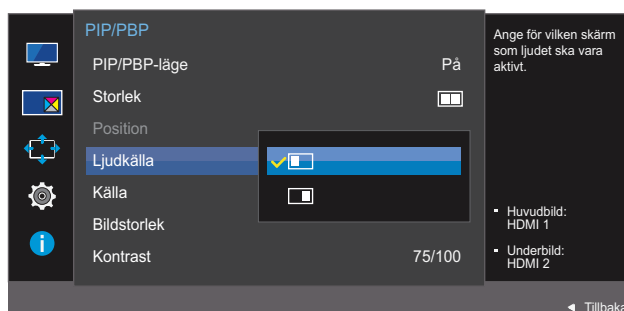 PIP/PBP
PIP/PBP-läge På
Storlek
Position
Ljudkälla
Källa
Bildstorlek
Kontrast 75/100
Ange för vilken skärm
som ljudet ska vara
aktivt.
Huvudbild:
HDMI 1
Underbild:
HDMI 2
Tillbaka